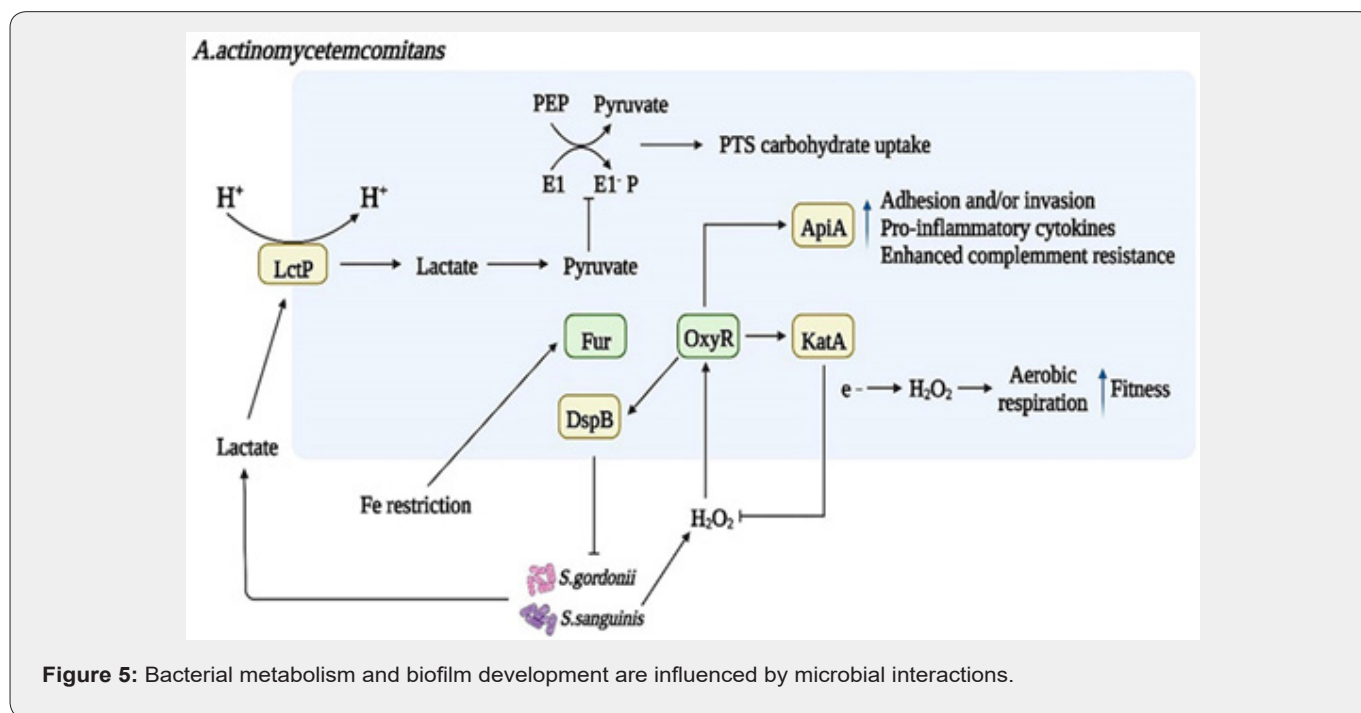 A.actinomycetemcomitans
PEP Pyruvate
PTS carbohydrate uptake
E1 E1- P
H+ H+
ApiA
Adhesion and/or invasion
Pro-inflammatory cytokines
Enhanced complemment resistance
LctP
Lactate
Pyruvate
Fur
OxyR
KatA
e - H2O2
Aerobic
respiration
Fitness
DspB
Lactate
Fe restriction
H2O2
S.gordonii
S.sanguinis
Figure 5: Bacterial metabolism and biofilm development are influenced by microbial interactions.